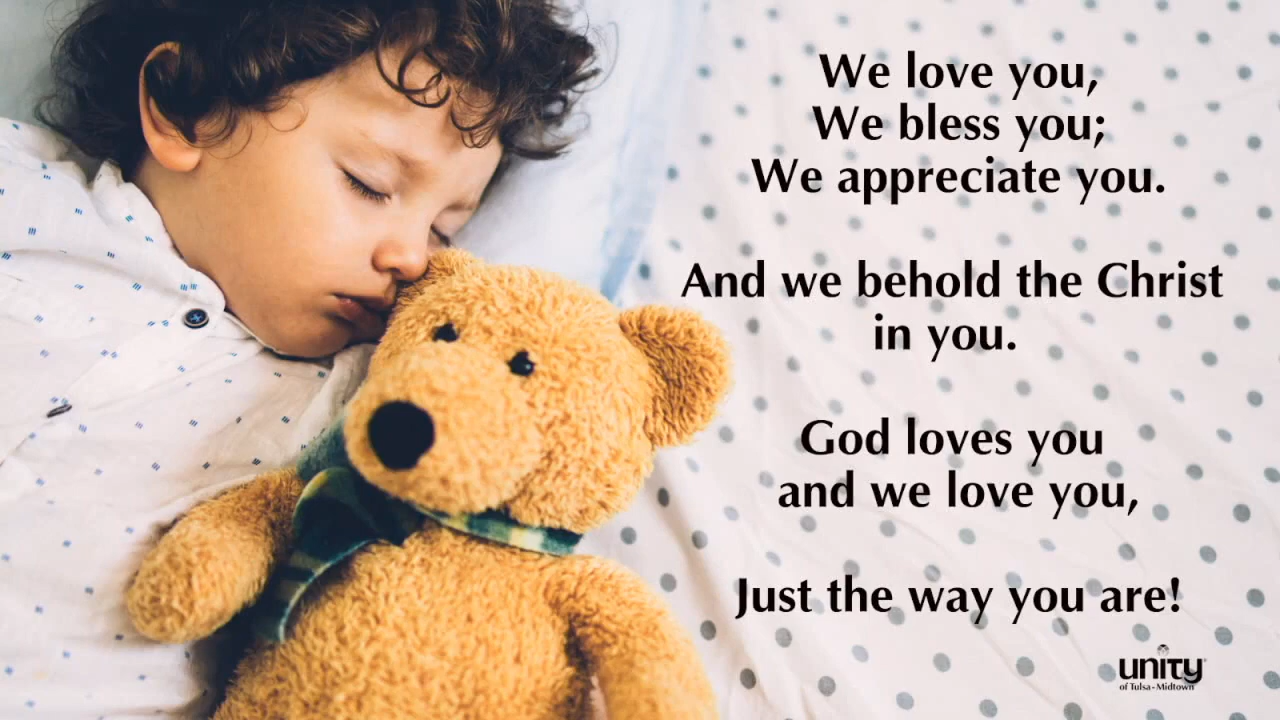 We love you,
We bless you;
We appreciate you.
And we behold the Christ
in you.
God loves you
and we love you,
Just the way you are!
unity
of Tulsa-Midtown